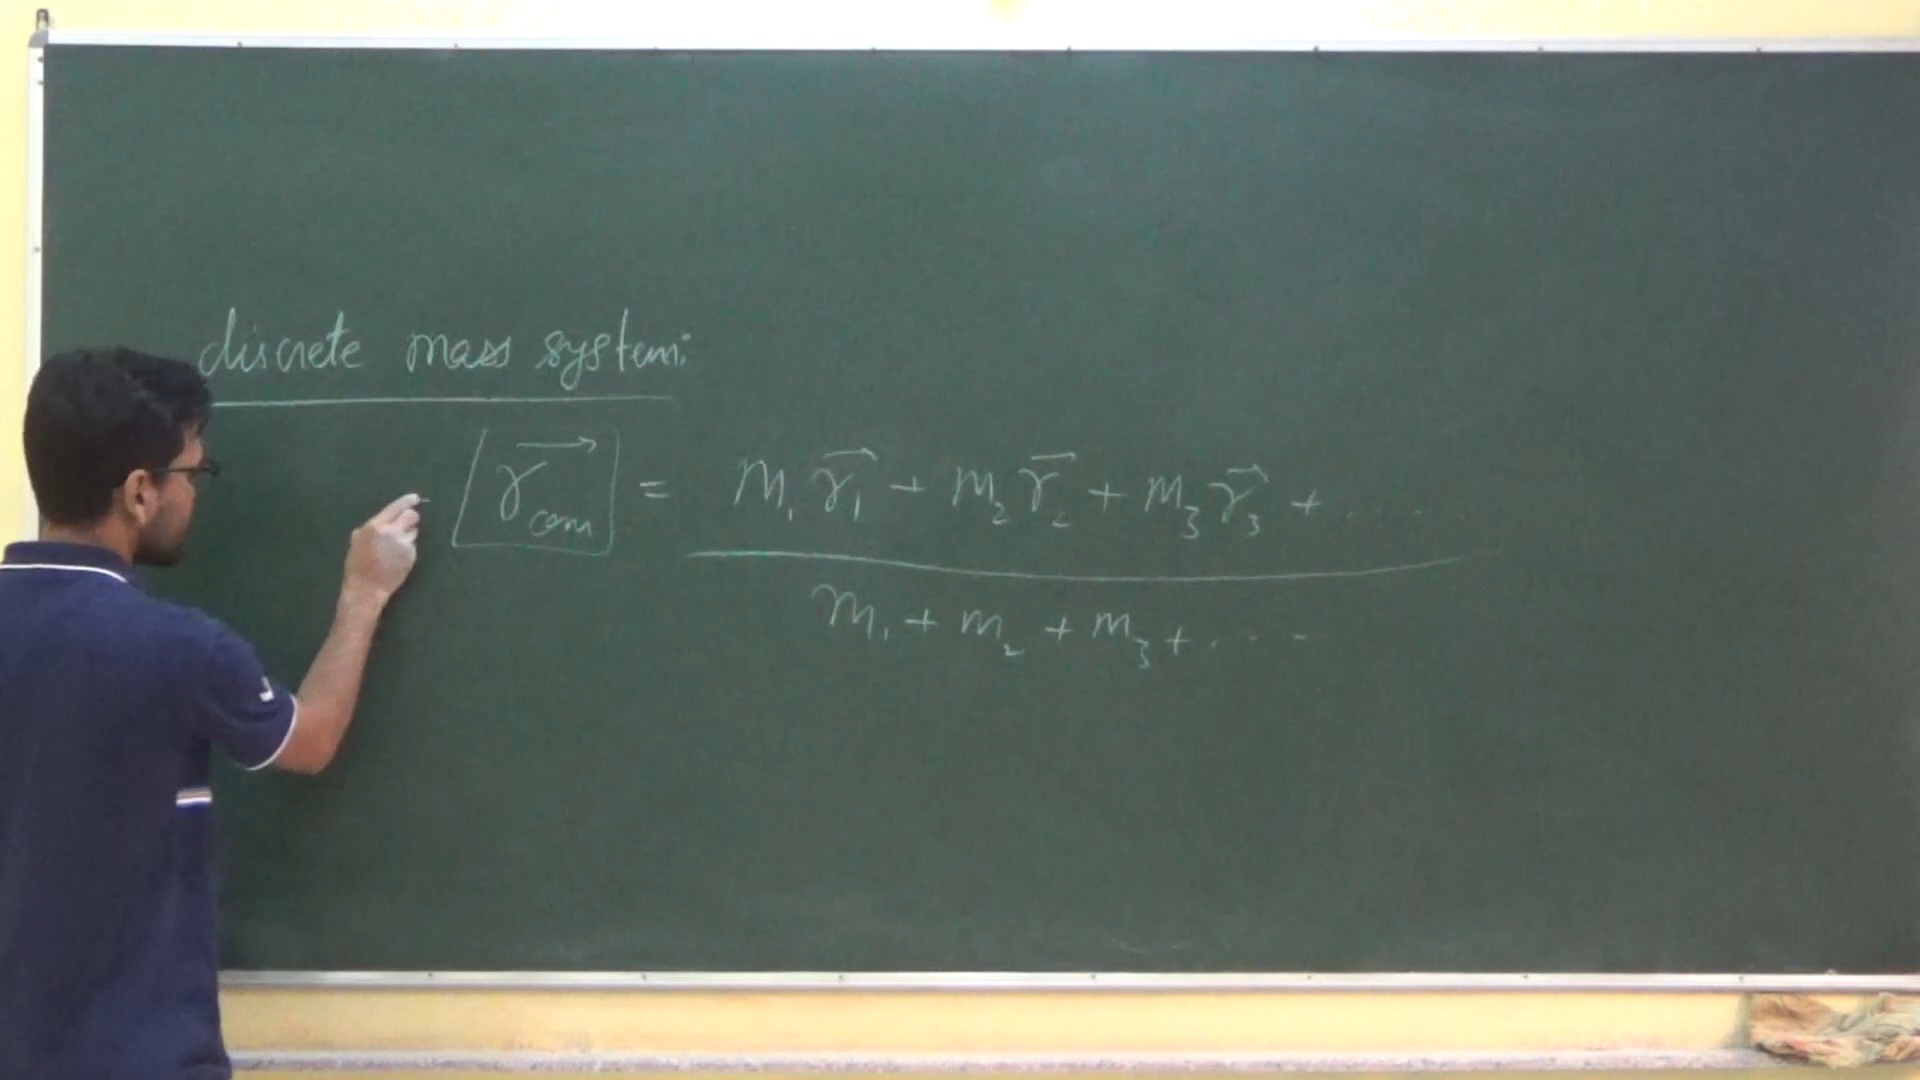 discrete mass system:
r⃗com = m₁r⃗₁ + m₂r⃗₂ + m₃r⃗₃ + .....
m₁ + m₂ + m₃ + ....